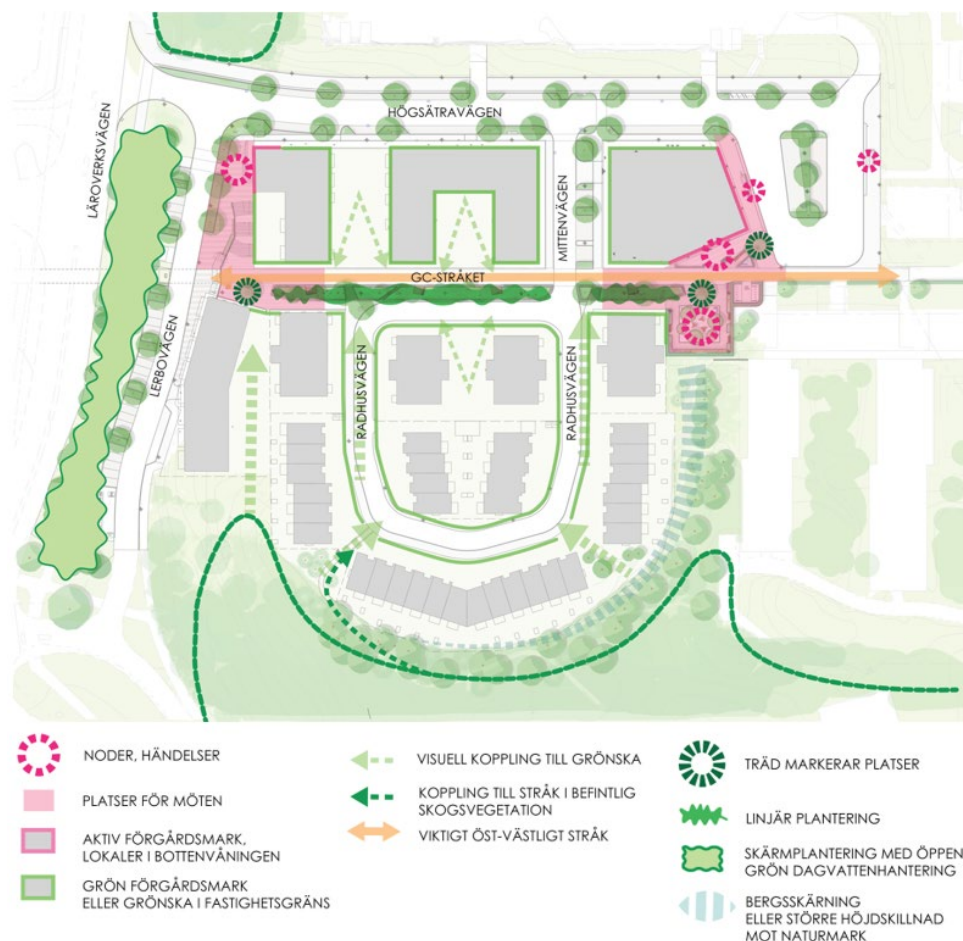 HÖGSÄTRAVÄGEN
LÄROVERKSVÄGEN
MITTENVÄGEN
GC-STRÅKET
LERBOVÄGEN
RADHUSVÄGEN
RADHUSVÄGEN
NODER, HÄNDELSER
PLATSER FÖR MÖTEN
AKTIV FÖRGÅRDSMARK,
LOKALER I BOTTENVÅNINGEN
GRÖN FÖRGÅRDSMARK
ELLER GRÖNSKA I FASTIGHETSGRÄNS
VISUELL KOPPLING TILL GRÖNSKA
KOPPLING TILL STRÅK I BEFINTLIG
SKOGSVEGETATION
VIKTIGT ÖST-VÄSTLIGT STRÅK
TRÄD MARKERAR PLATSER
LINJÄR PLANTERING
SKÄRMPLANTERING MED ÖPPEN
GRÖN DAGVATTENHANTERING
BERGSSKÄRNING
ELLER STÖRRE HÖJDSKILLNAD
MOT NATURMARK